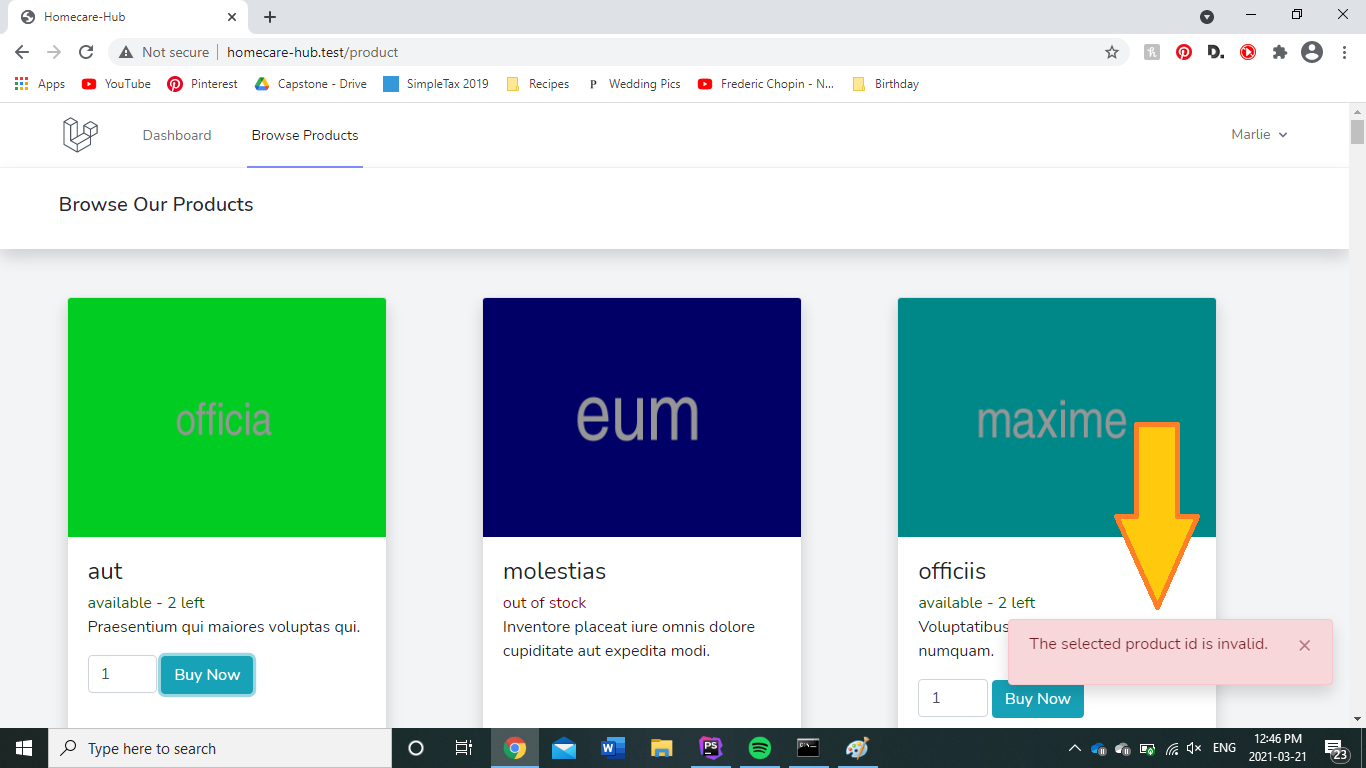 Homecare-Hub
Not secure homecare-hub.test/product
Apps YouTube Pinterest Capstone - Drive SimpleTax 2019 Recipes P Wedding Pics Frederic Chopin - N... Birthday
Dashboard Browse Products Marlie
Browse Our Products
officia eum maxime
aut molestias officiis
available - 2 left out of stock available - 2 left
Praesentium qui maiores voluptas qui. Inventore placeat iure omnis dolore Voluptatibus
The selected product id is invalid.
cupiditate aut expedita modi. numquam.
1 Buy Now
1 Buy Now
Type here to search
W PS ENG
12:46 PM
2021-03-21
23